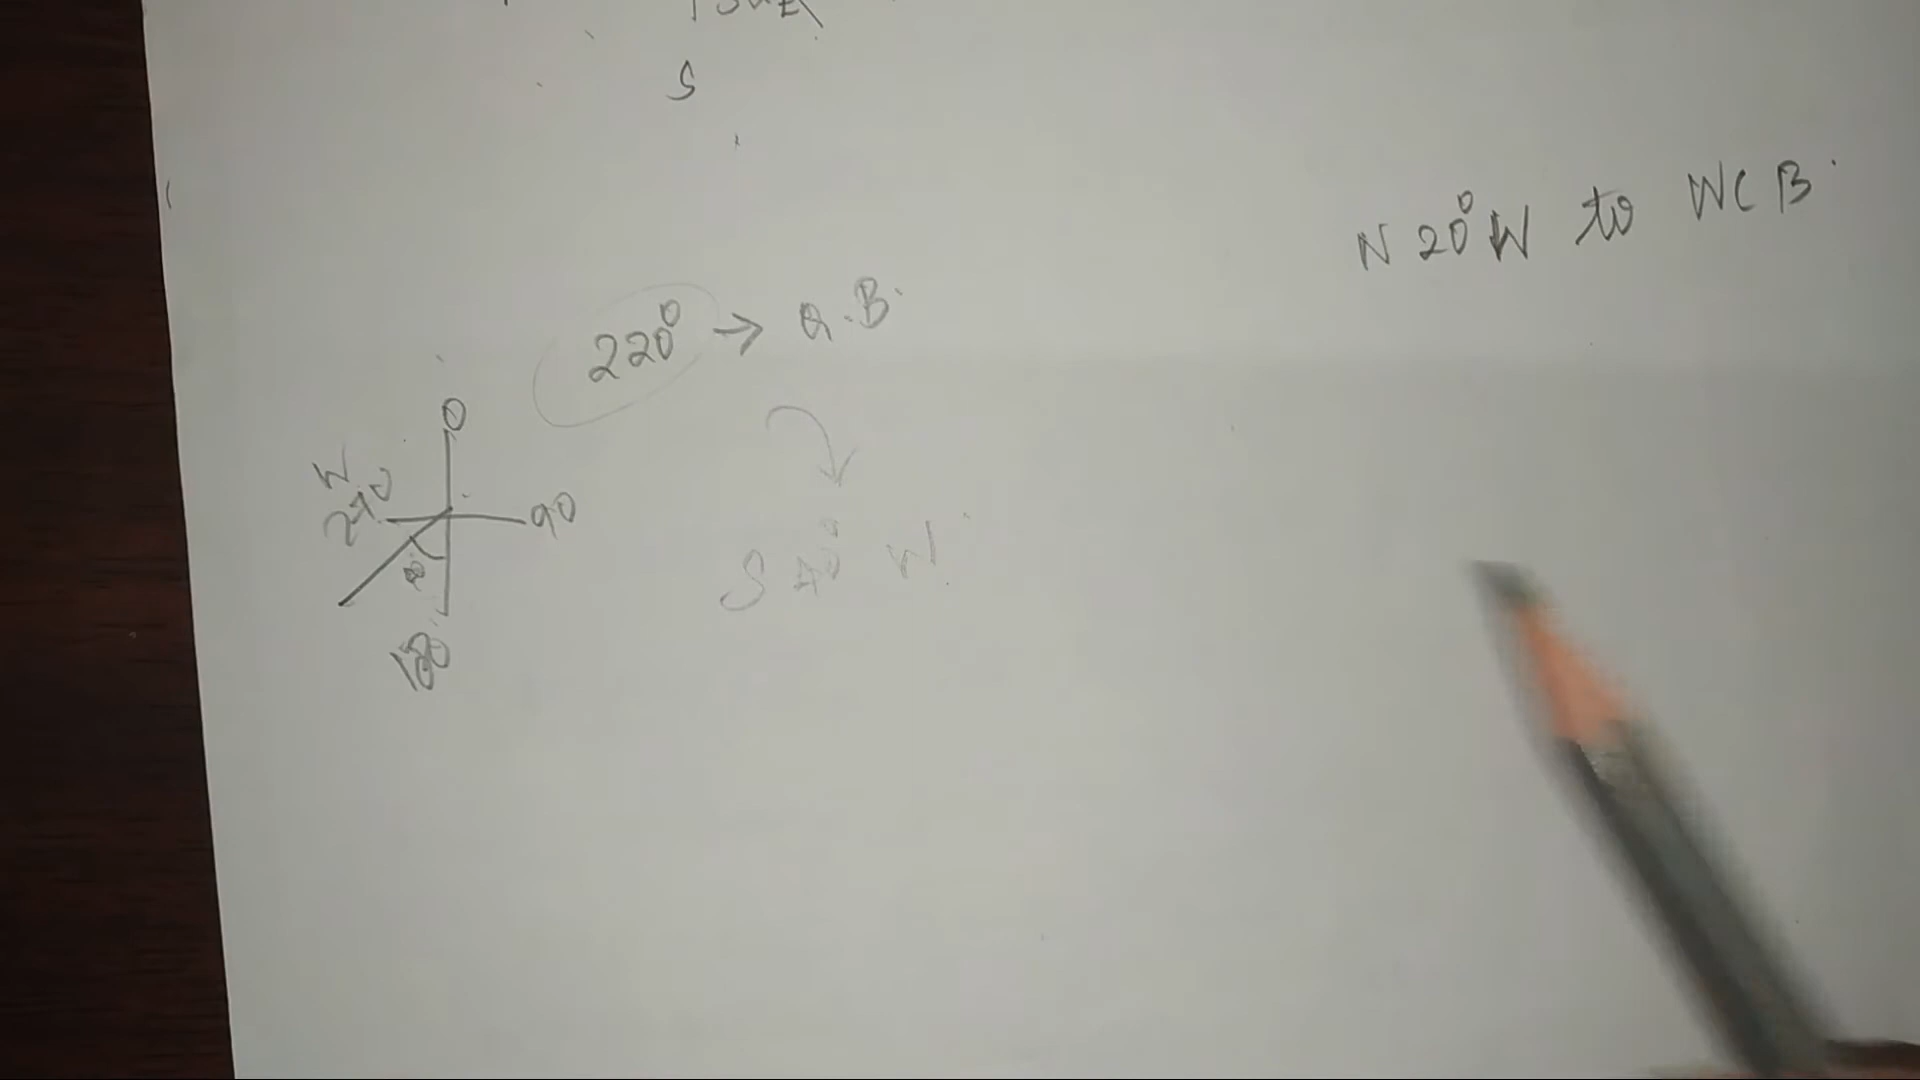 S
N 20° W to WCB.
220° → Q.B.
0
W
270
90
S 40° W
180